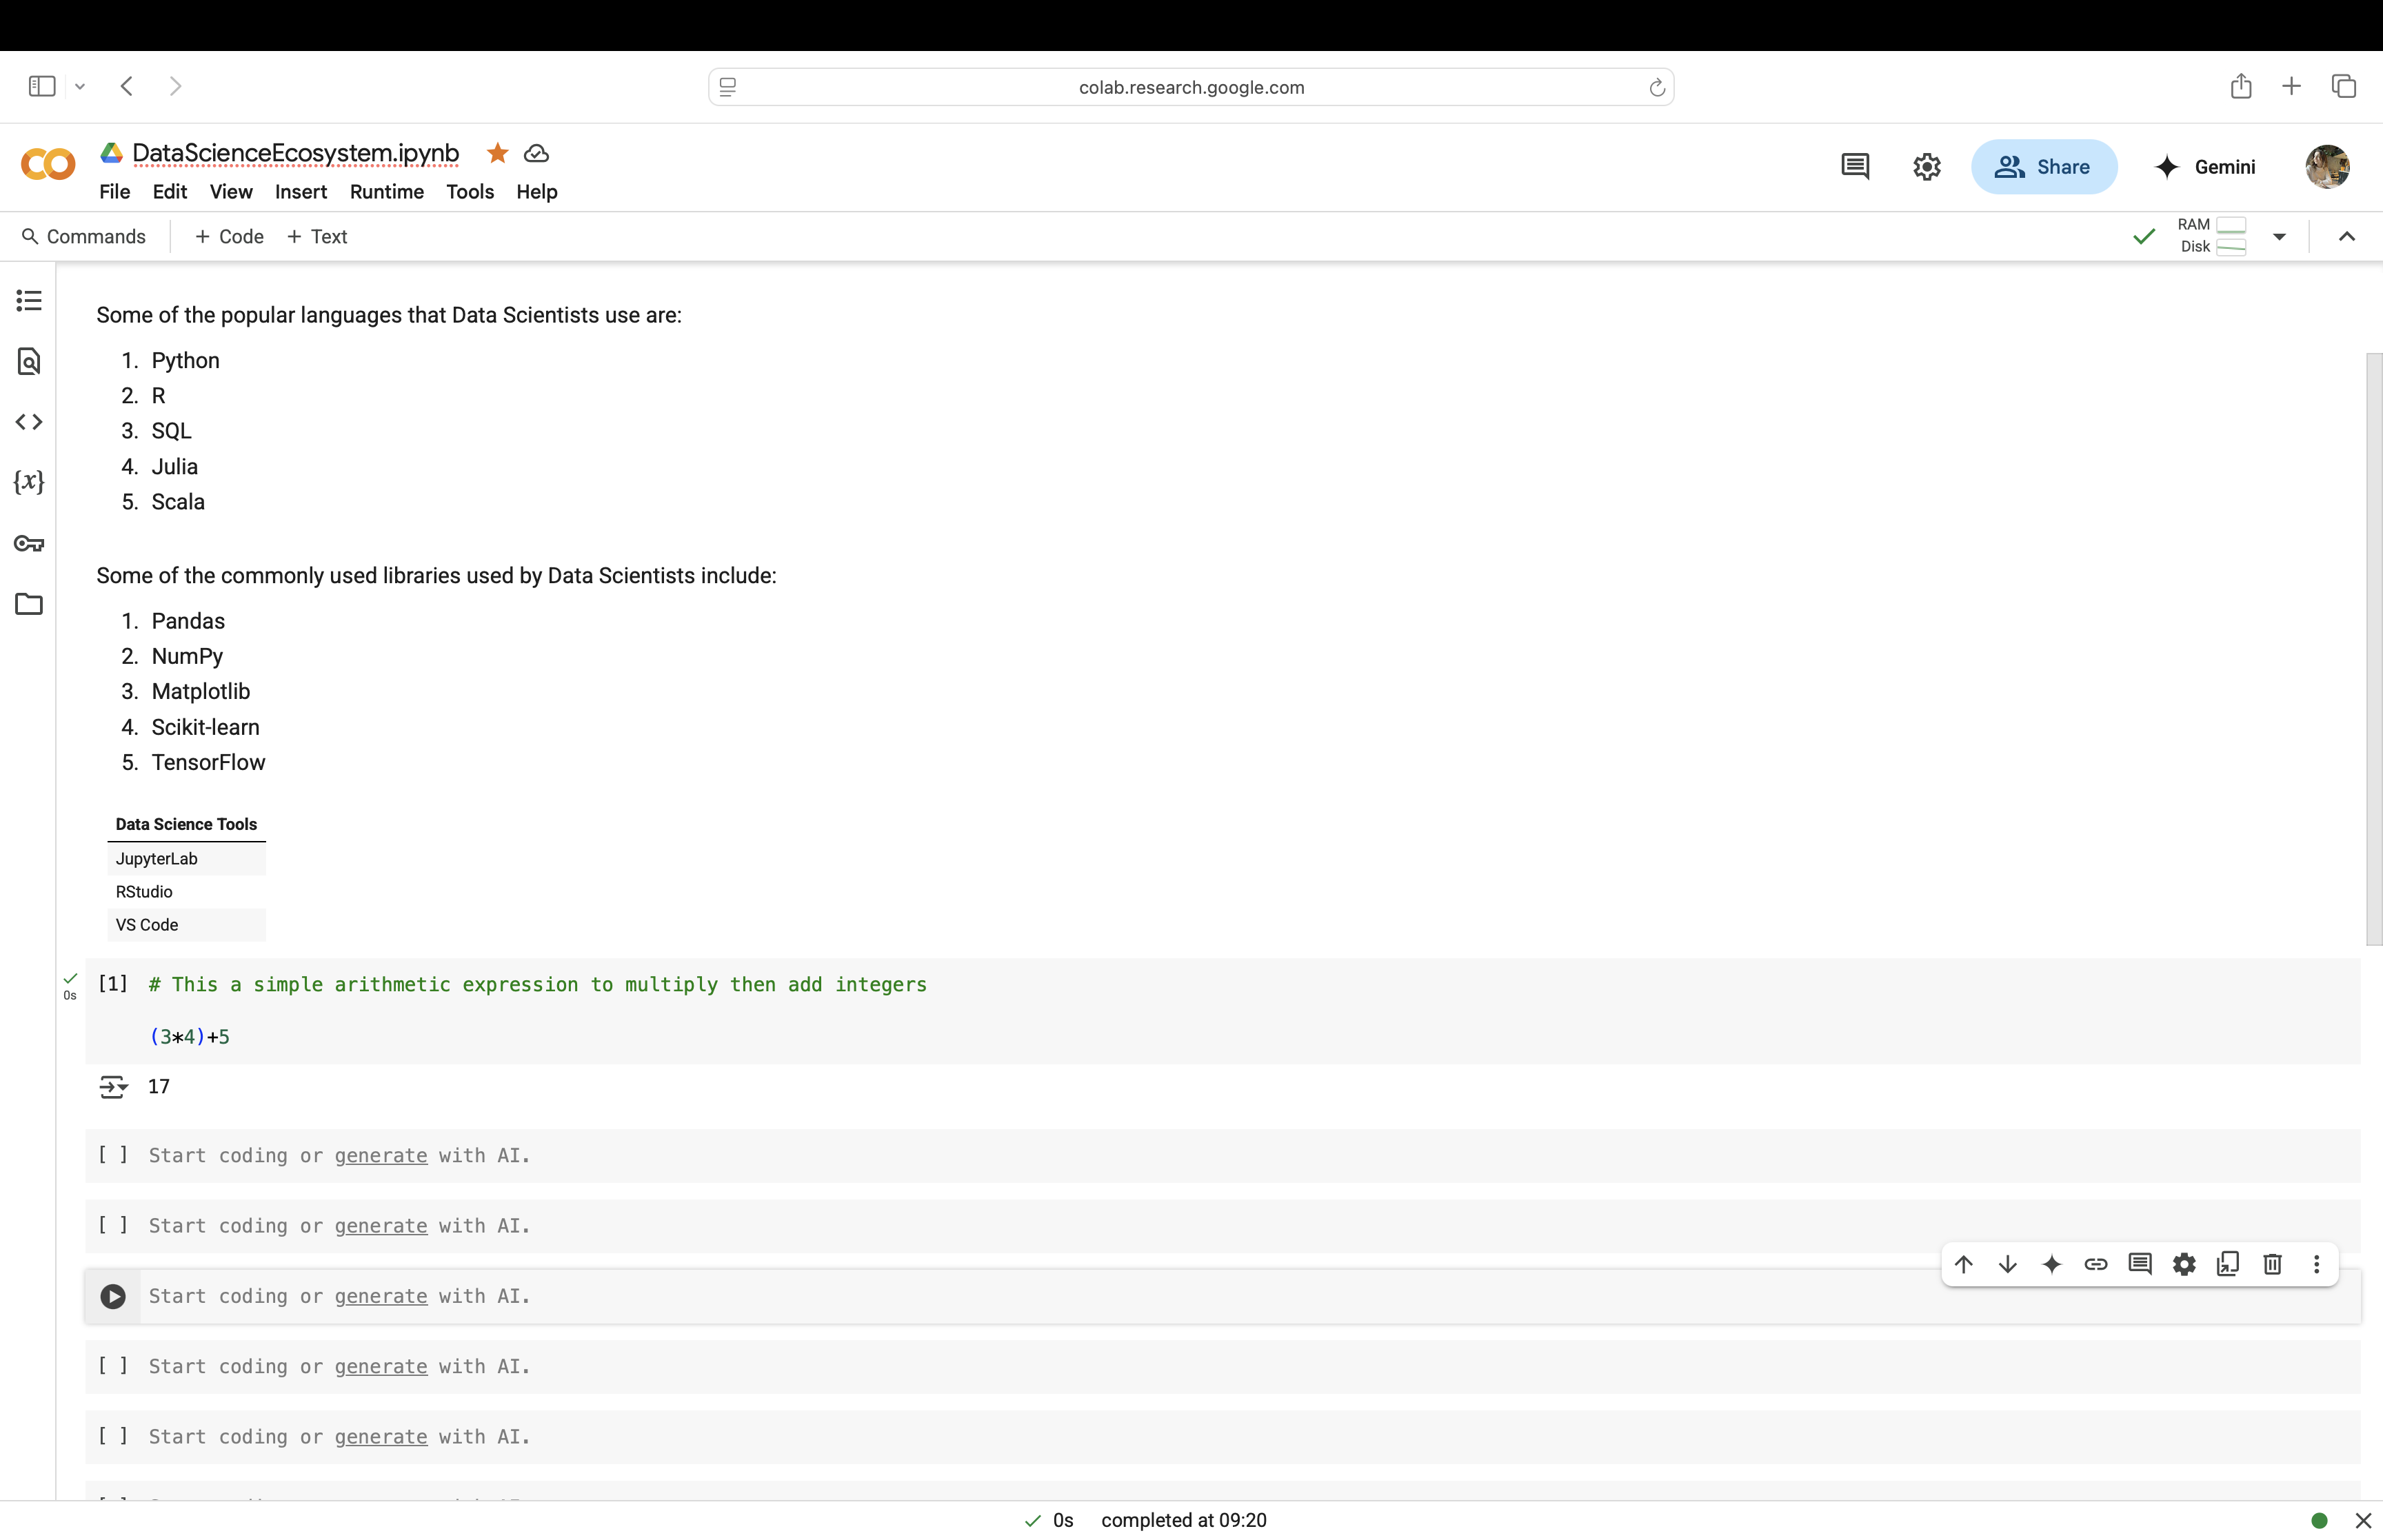 colab.research.google.com
DataScienceEcosystem.ipynb
File Edit View Insert Runtime Tools Help
Share
Gemini
Commands
+ Code + Text
RAM
Disk
Some of the popular languages that Data Scientists use are:
1. Python
2. R
3. SQL
4. Julia
5. Scala
Some of the commonly used libraries used by Data Scientists include:
1. Pandas
2. NumPy
3. Matplotlib
4. Scikit-learn
5. TensorFlow
Data Science Tools
JupyterLab
RStudio
VS Code
0s
[1] # This a simple arithmetic expression to multiply then add integers
(3*4)+5
17
[ ] Start coding or generate with AI.
[ ] Start coding or generate with AI.
Start coding or generate with AI.
[ ] Start coding or generate with AI.
[ ] Start coding or generate with AI.
0s completed at 09:20